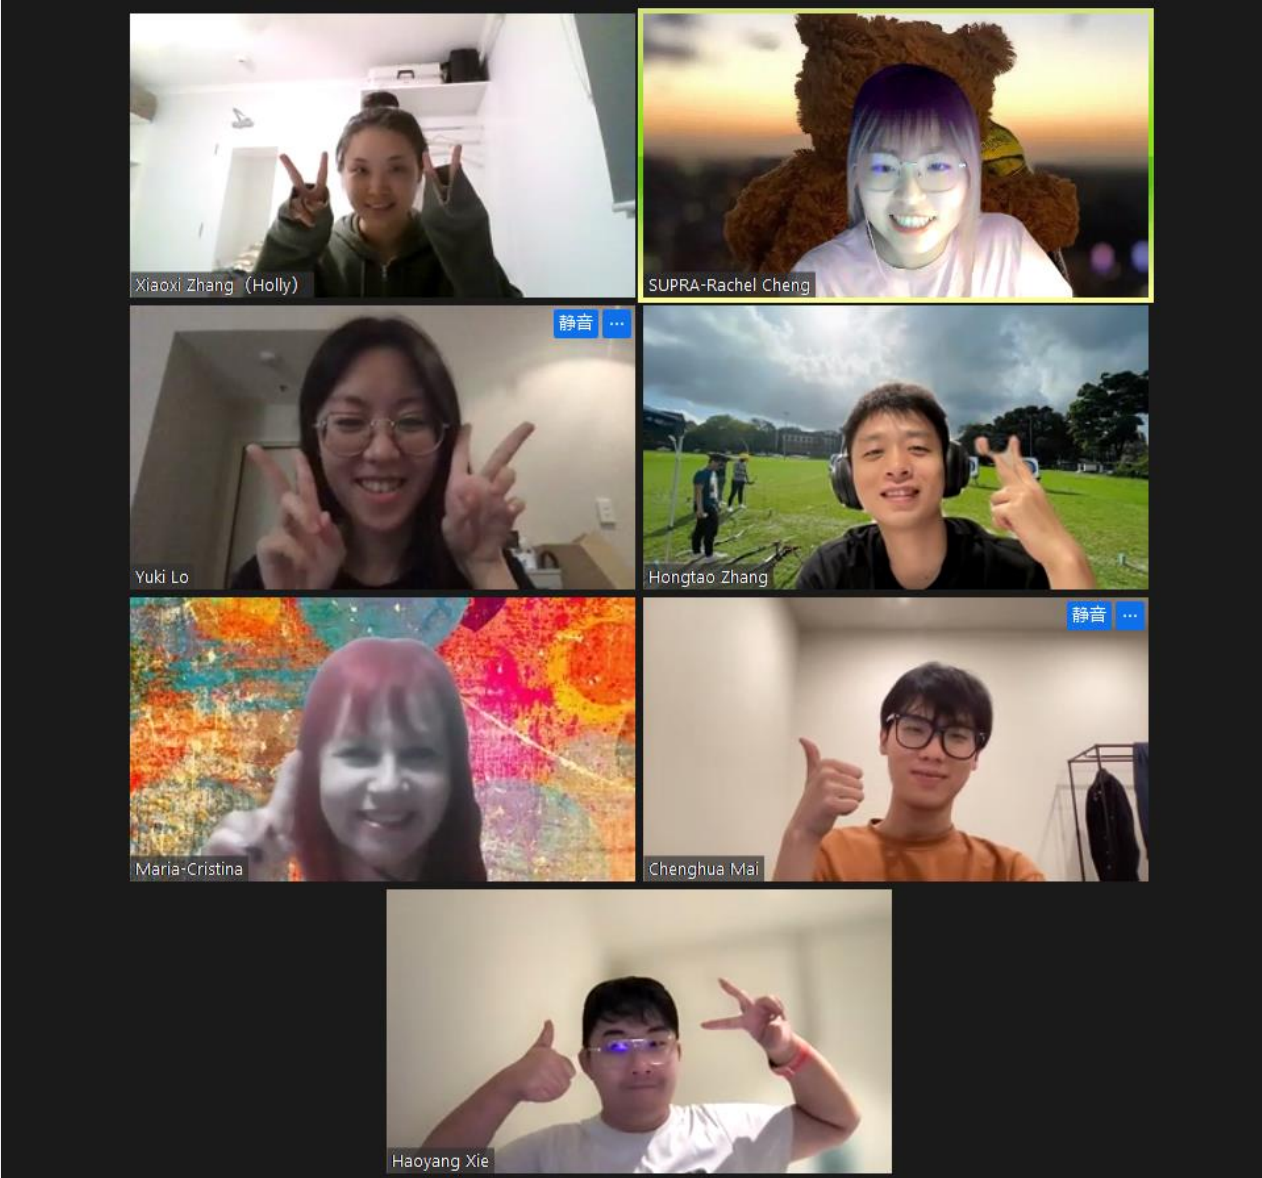 Xiaoxi Zhang（Holly）
SUPRA-Rachel Cheng
静音 ...
Yuki Lo
Hongtao Zhang
Maria-Cristina
静音 ...
Chenghua Mai
Haoyang Xie